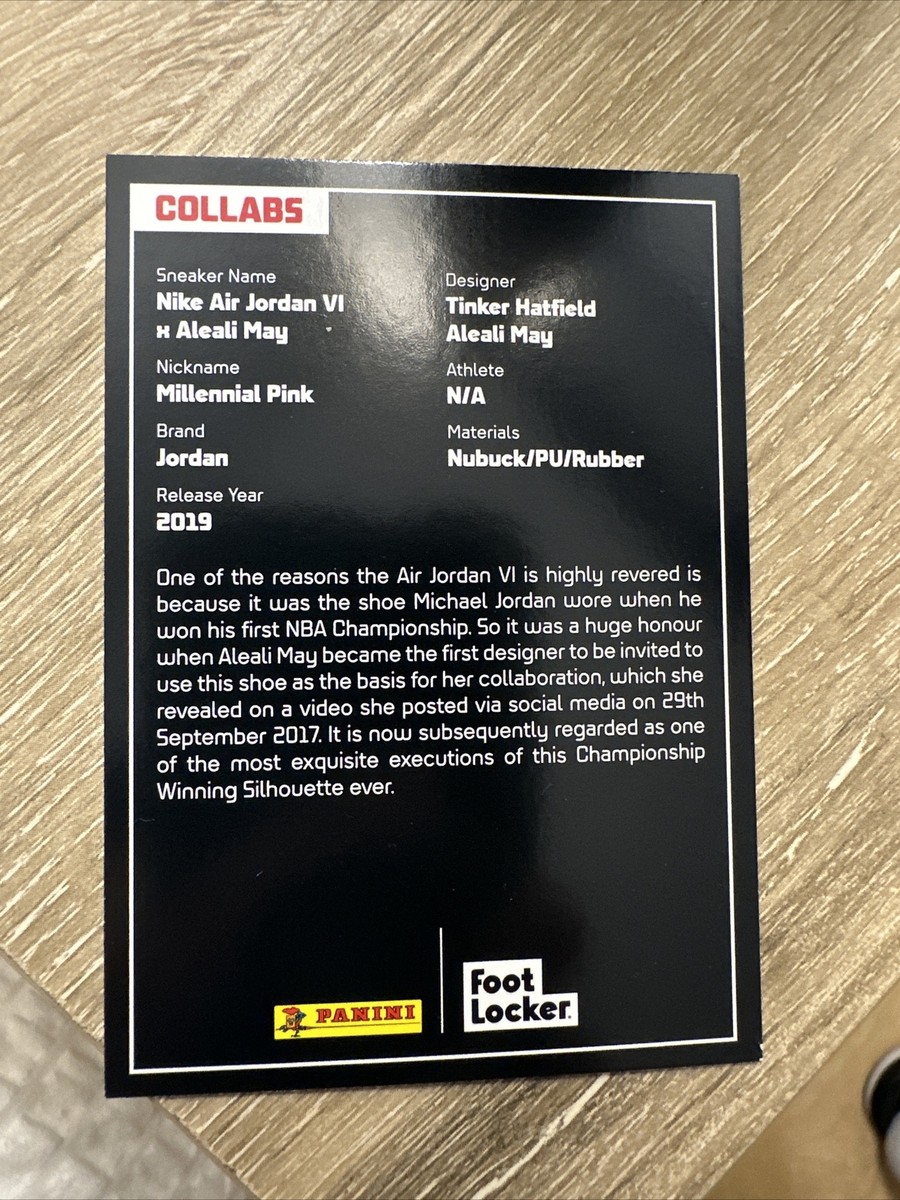 COLLABS
Sneaker Name
Nike Air Jordan VI
x Aleali May
Nickname
Millennial Pink
Brand
Jordan
Release Year
2019
Designer
Tinker Hatfield
Aleali May
Athlete
N/A
Materials
Nubuck/PU/Rubber
One of the reasons the Air Jordan VI is highly revered is
because it was the shoe Michael Jordan wore when he
won his first NBA Championship. So it was a huge honour
when Aleali May became the first designer to be invited to
use this shoe as the basis for her collaboration, which she
revealed on a video she posted via social media on 29th
September 2017. It is now subsequently regarded as one
of the most exquisite executions of this Championship
Winning Silhouette ever.
PANINI
Foot
Locker.